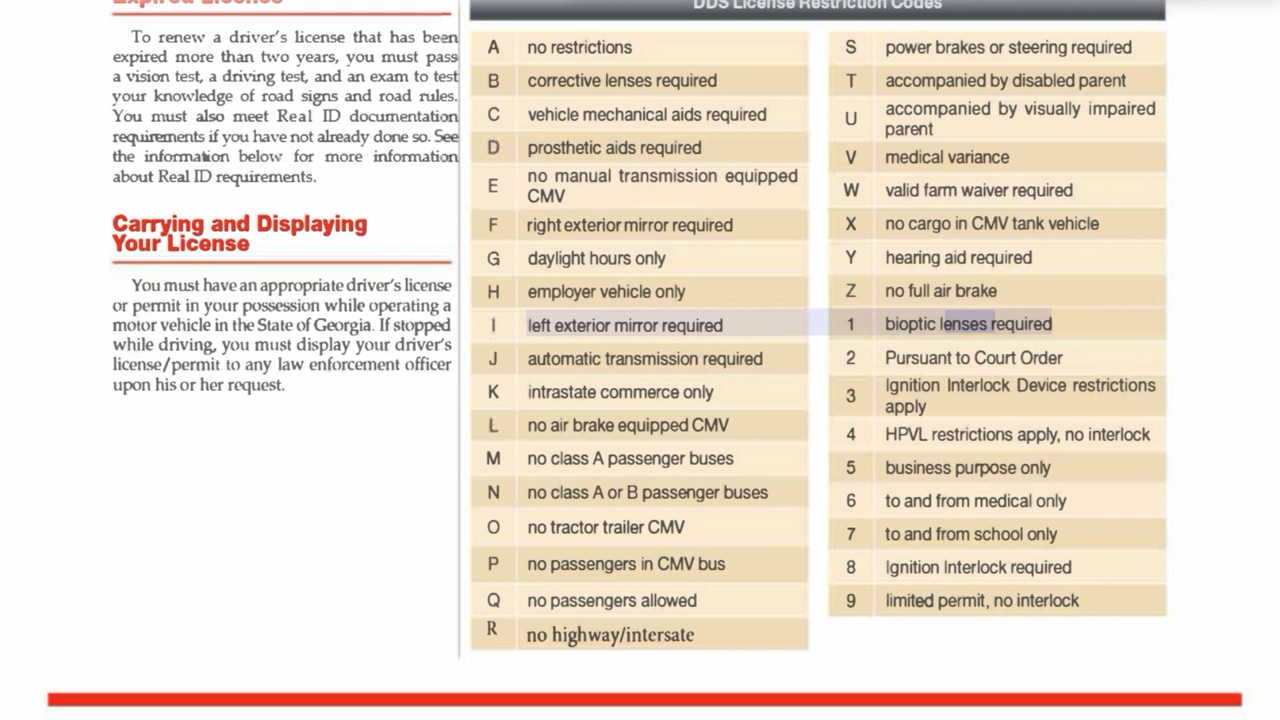 Expired License
To renew a driver's license that has been
expired more than two years, you must pass
a vision test, a driving test, and an exam to test
your knowledge of road signs and road rules.
You must also meet Real ID documentation
requirements if you have not already done so. See
the information below for more information
about Real ID requirements.
Carrying and Displaying
Your License
You must have an appropriate driver's license
or permit in your possession while operating a
motor vehicle in the State of Georgia. If stopped
while driving, you must display your driver's
license/permit to any law enforcement officer
upon his or her request.
DDS License Restriction Codes
A no restrictions
B corrective lenses required
C vehicle mechanical aids required
D prosthetic aids required
E no manual transmission equipped
CMV
F right exterior mirror required
G daylight hours only
H employer vehicle only
I left exterior mirror required
J automatic transmission required
K intrastate commerce only
L no air brake equipped CMV
M no class A passenger buses
N no class A or B passenger buses
O no tractor trailer CMV
P no passengers in CMV bus
Q no passengers allowed
R no highway/intersate
S power brakes or steering required
T accompanied by disabled parent
U accompanied by visually impaired
parent
V medical variance
W valid farm waiver required
X no cargo in CMV tank vehicle
Y hearing aid required
Z no full air brake
1 bioptic lenses required
2 Pursuant to Court Order
3 Ignition Interlock Device restrictions
apply
4 HPVL restrictions apply, no interlock
5 business purpose only
6 to and from medical only
7 to and from school only
8 Ignition Interlock required
9 limited permit, no interlock